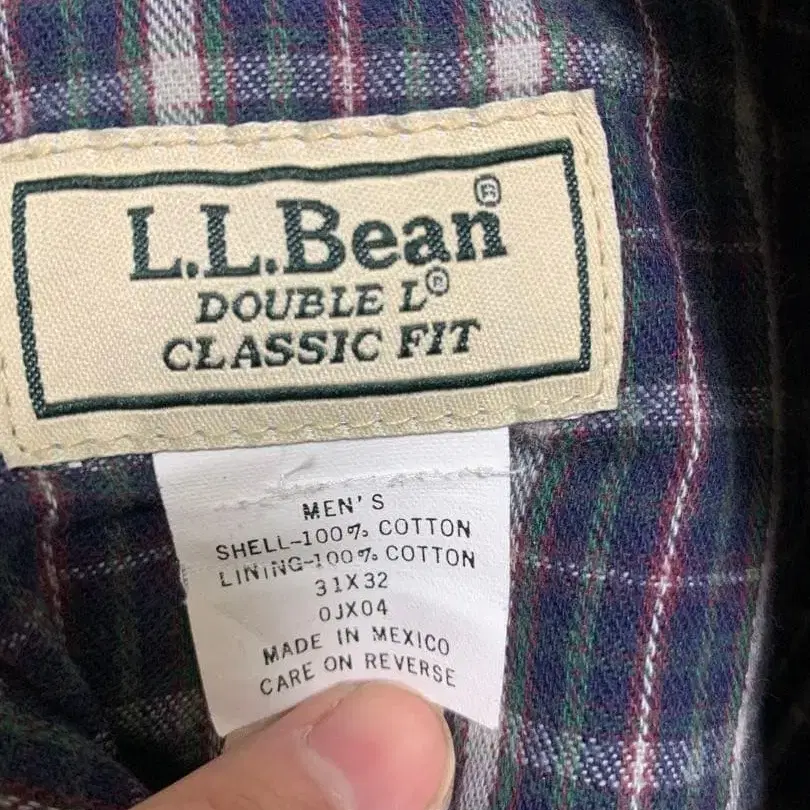 L.L.Bean®
DOUBLE L®
CLASSIC FIT
MEN'S
SHELL-100% COTTON
LINING-100% COTTON
31X32
0JX04
MADE IN MEXICO
CARE ON REVERSE